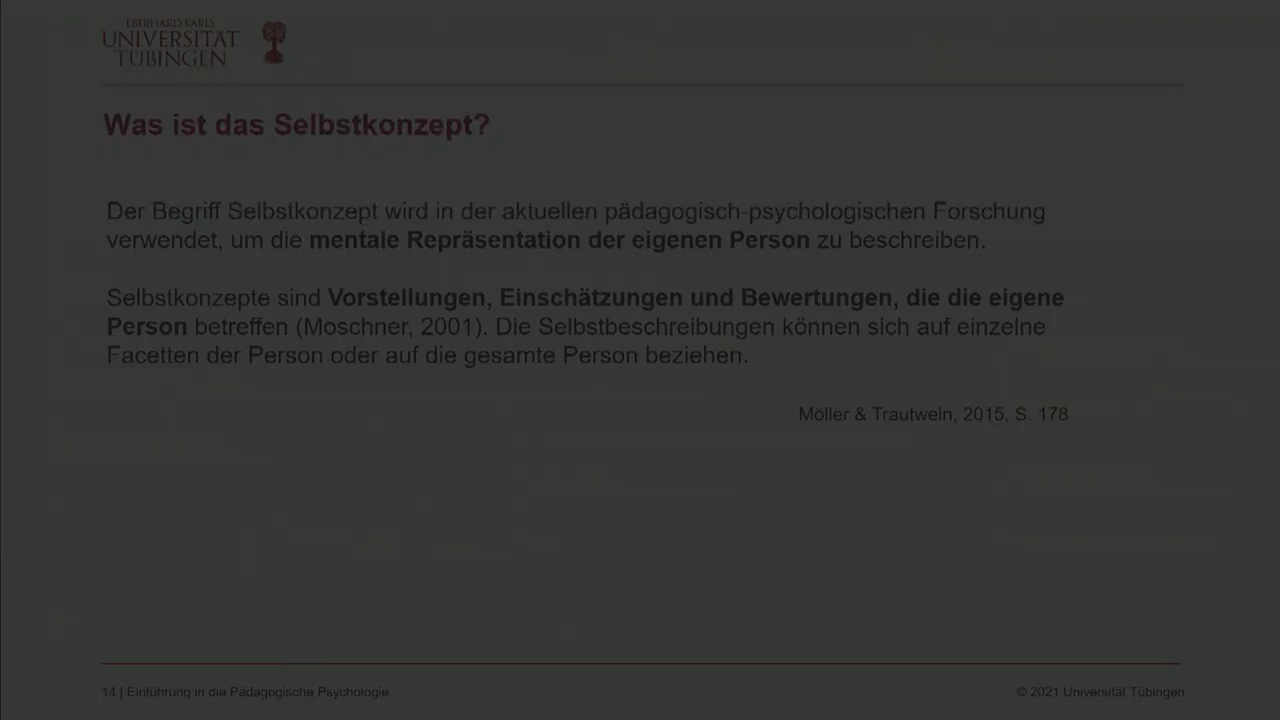 EBERHARD KARLS
UNIVERSITÄT
TÜBINGEN
Was ist das Selbstkonzept?
Der Begriff Selbstkonzept wird in der aktuellen pädagogisch-psychologischen Forschung
verwendet, um die mentale Repräsentation der eigenen Person zu beschreiben.
Selbstkonzepte sind Vorstellungen, Einschätzungen und Bewertungen, die die eigene
Person betreffen (Moschner, 2001). Die Selbstbeschreibungen können sich auf einzelne
Facetten der Person oder auf die gesamte Person beziehen.
Möller & Trautwein, 2015, S. 178
14 | Einführung in die Pädagogische Psychologie
© 2021 Universität Tübingen